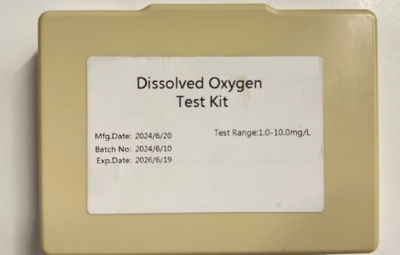 Dissolved Oxygen
Test Kit
Mfg.Date: 2024/6/20 Test Range:1.0-10.0mg/L
Batch No: 2024/6/10
Exp.Date: 2026/6/19